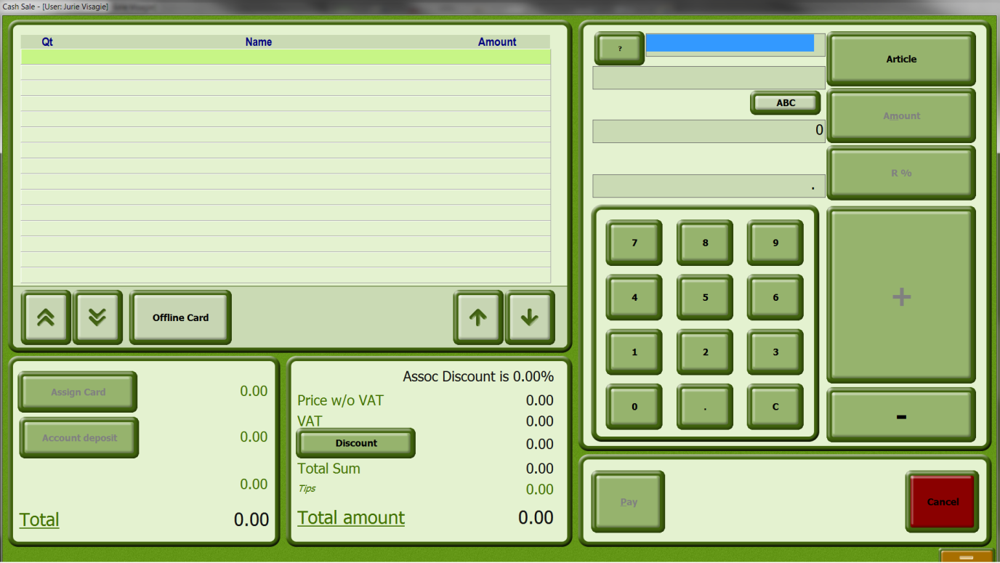 Cash Sale - [User: Jurie Visagie]
Qt Name Amount
Offline Card
Assign Card 0.00
Account deposit 0.00
0.00
Total 0.00
Assoc Discount is 0.00%
Price w/o VAT 0.00
VAT 0.00
Discount 0.00
Total Sum 0.00
Tips 0.00
Total amount 0.00
?
Article
ABC
Amount
0
R %
.
7 8 9
4 5 6
1 2 3
0 . C
+
-
Pay
Cancel